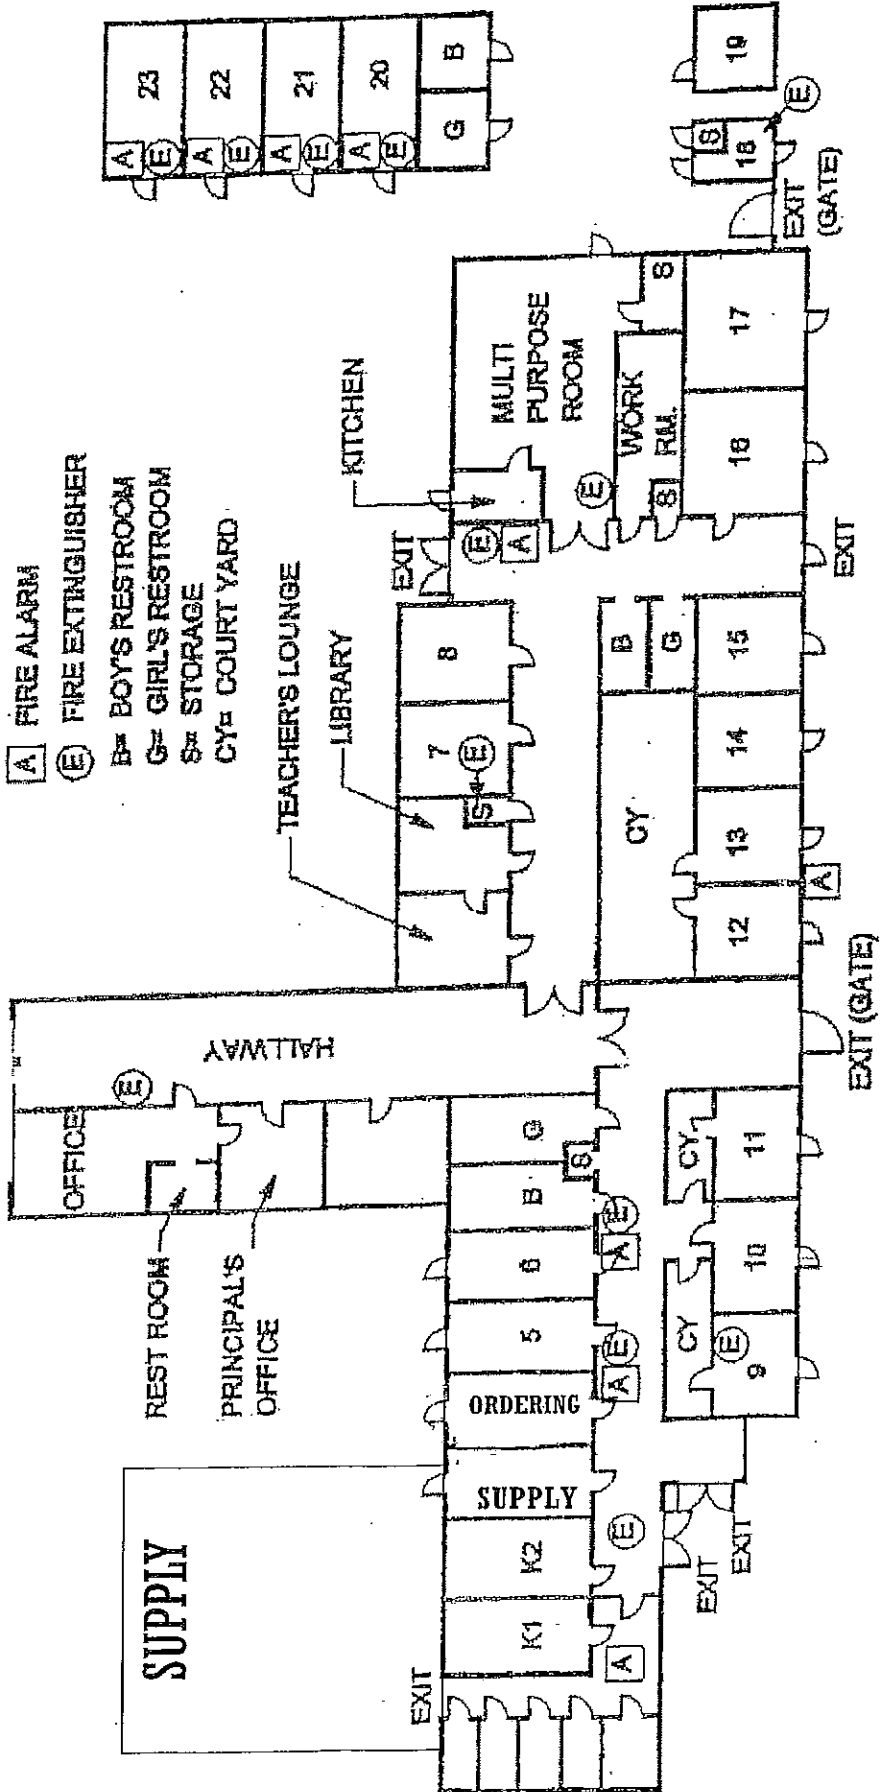 A FIRE ALARM
E FIRE EXTINGUISHER
B= BOY'S RESTROOM
G= GIRL'S RESTROOM
S= STORAGE
CY= COURT YARD
SUPPLY
REST ROOM
PRINCIPAL'S
OFFICE
OFFICE
E
HALLWAY
TEACHER'S LOUNGE
LIBRARY
KITCHEN
EXIT
A
E
23
A
E
22
A
E
21
A
E
20
G
B
EXIT
K1
K2
SUPPLY
ORDERING
5
6
B
G
S
S
E
7
8
E
A
MULTI
PURPOSE
ROOM
E
WORK
RM.
S
S
A
E
A
E
A
E
CY
CY
CY
B
G
E
9
10
11
12
13
14
15
16
17
S
18
E
19
EXIT
EXIT
EXIT (GATE)
A
EXIT
EXIT
(GATE)